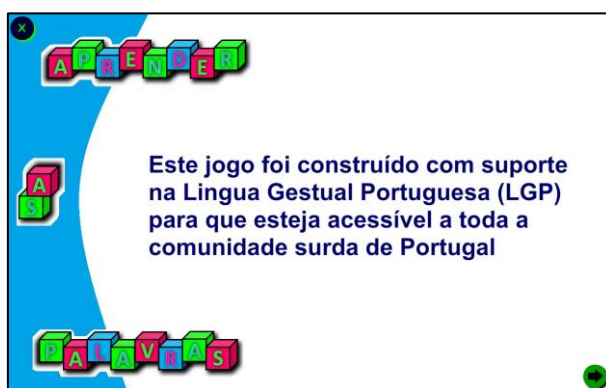 X
APRENDER
AS
Este jogo foi construído com suporte
na Lingua Gestual Portuguesa (LGP)
para que esteja acessível a toda a
comunidade surda de Portugal
PALAVRAS